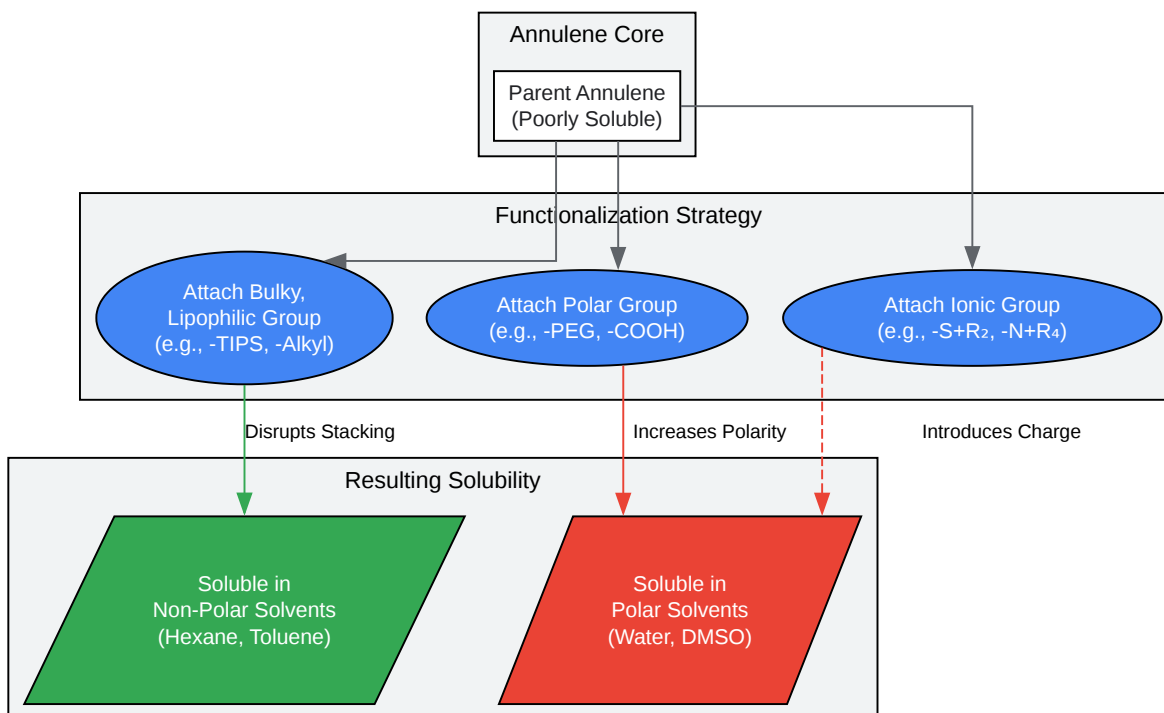 Annulene Core
Parent Annulene
(Poorly Soluble)
Functionalization Strategy
Attach Bulky,
Lipophilic Group
(e.g., -TIPS, -Alkyl)
Attach Polar Group
(e.g., -PEG, -COOH)
Attach Ionic Group
(e.g., -S+R₂, -N+R₄)
Disrupts Stacking
Increases Polarity
Introduces Charge
Resulting Solubility
Soluble in
Non-Polar Solvents
(Hexane, Toluene)
Soluble in
Polar Solvents
(Water, DMSO)